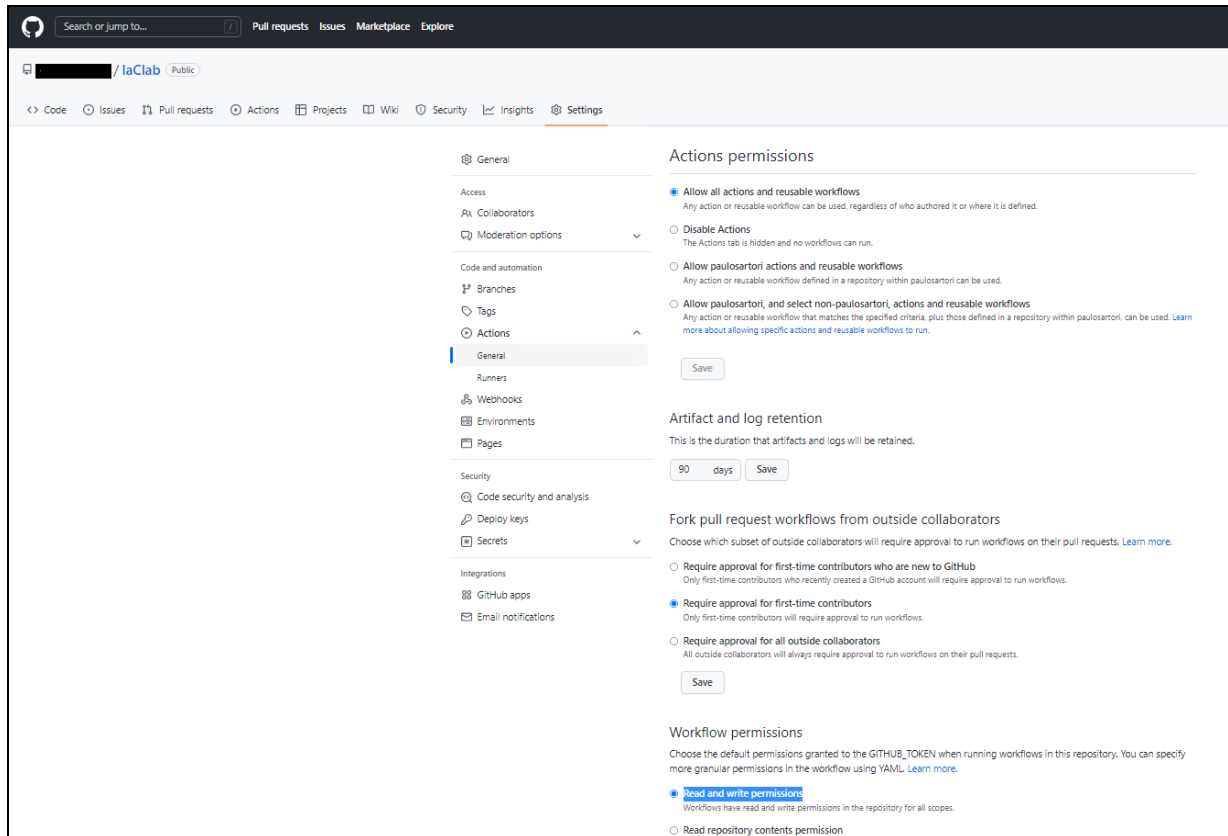 Search or jump to... / Pull requests Issues Marketplace Explore
/ IaClab Public
<> Code Issues Pull requests Actions Projects Wiki Security Insights Settings
General
Access
Collaborators
Moderation options
Code and automation
Branches
Tags
Actions
General
Runners
Webhooks
Environments
Pages
Security
Code security and analysis
Deploy keys
Secrets
Integrations
GitHub apps
Email notifications
Actions permissions
Allow all actions and reusable workflows
Any action or reusable workflow can be used, regardless of who authored it or where it is defined.
Disable Actions
The Actions tab is hidden and no workflows can run.
Allow paulosartori actions and reusable workflows
Any action or reusable workflow defined in a repository within paulosartori can be used.
Allow paulosartori, and select non-paulosartori, actions and reusable workflows
Any action or reusable workflow that matches the specified criteria, plus those defined in a repository within paulosartori, can be used. Learn
more about allowing specific actions and reusable workflows to run.
Save
Artifact and log retention
This is the duration that artifacts and logs will be retained.
90 days Save
Fork pull request workflows from outside collaborators
Choose which subset of outside collaborators will require approval to run workflows on their pull requests. Learn more.
Require approval for first-time contributors who are new to GitHub
Only first-time contributors who recently created a GitHub account will require approval to run workflows.
Require approval for first-time contributors
Only first-time contributors will require approval to run workflows.
Require approval for all outside collaborators
All outside collaborators will always require approval to run workflows on their pull requests.
Save
Workflow permissions
Choose the default permissions granted to the GITHUB_TOKEN when running workflows in this repository. You can specify
more granular permissions in the workflow using YAML. Learn more.
Read and write permissions
Workflows have read and write permissions in the repository for all scopes.
Read repository contents permission